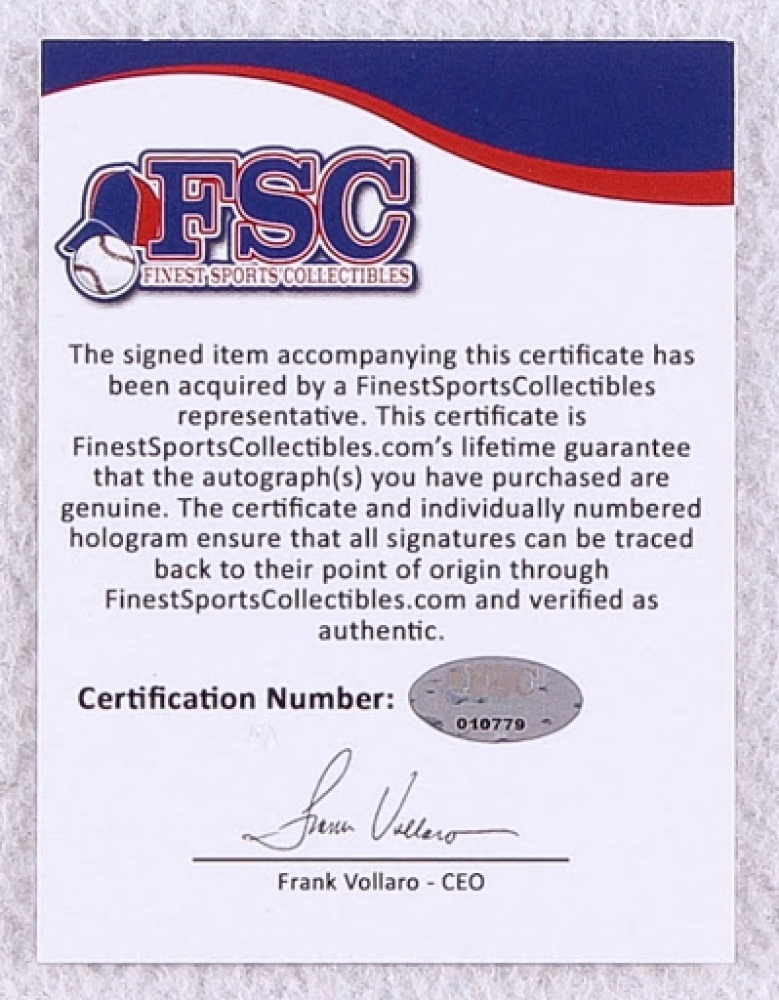 FSC
FINEST SPORTS COLLECTIBLES
The signed item accompanying this certificate has
been acquired by a FinestSportsCollectibles
representative. This certificate is
FinestSportsCollectibles.com's lifetime guarantee
that the autograph(s) you have purchased are
genuine. The certificate and individually numbered
hologram ensure that all signatures can be traced
back to their point of origin through
FinestSportsCollectibles.com and verified as
authentic.
Certification Number:
FSC
010779
Frank Vollaro
Frank Vollaro - CEO